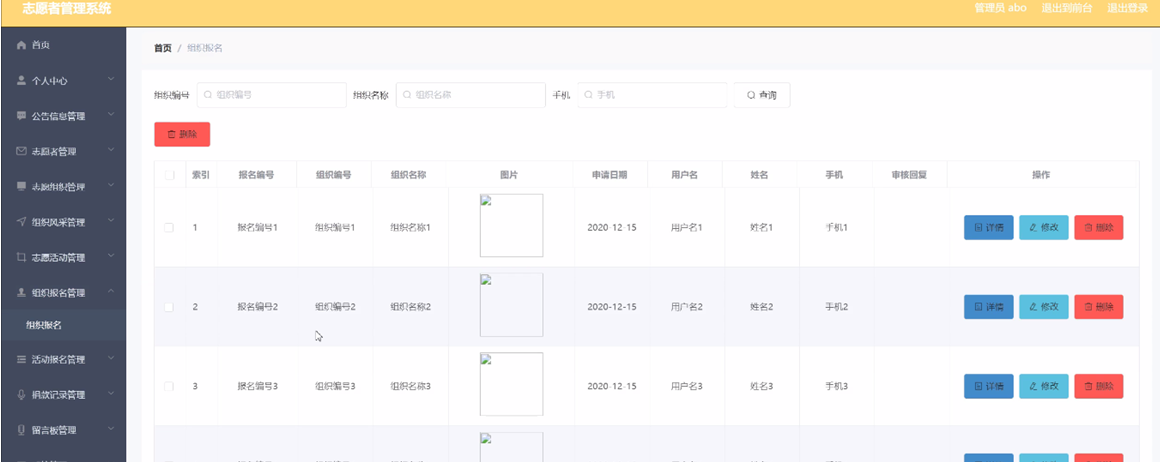 志愿者管理系统
管理员 abo 退出到前台 退出登录
首页
个人中心
公告信息管理
志愿者管理
志愿组织管理
组织风采管理
志愿活动管理
组织报名管理
组织报名
活动报名管理
捐款记录管理
留言板管理
首页 / 组织报名
组织编号 组织编号 组织名称 组织名称 手机 手机 查询
删除
索引 报名编号 组织编号 组织名称 图片 申请日期 用户名 姓名 手机 审核回复 操作
1 报名编号1 组织编号1 组织名称1 2020-12-15 用户名1 姓名1 手机1 详情 修改 删除
2 报名编号2 组织编号2 组织名称2 2020-12-15 用户名2 姓名2 手机2 详情 修改 删除
3 报名编号3 组织编号3 组织名称3 2020-12-15 用户名3 姓名3 手机3 详情 修改 删除